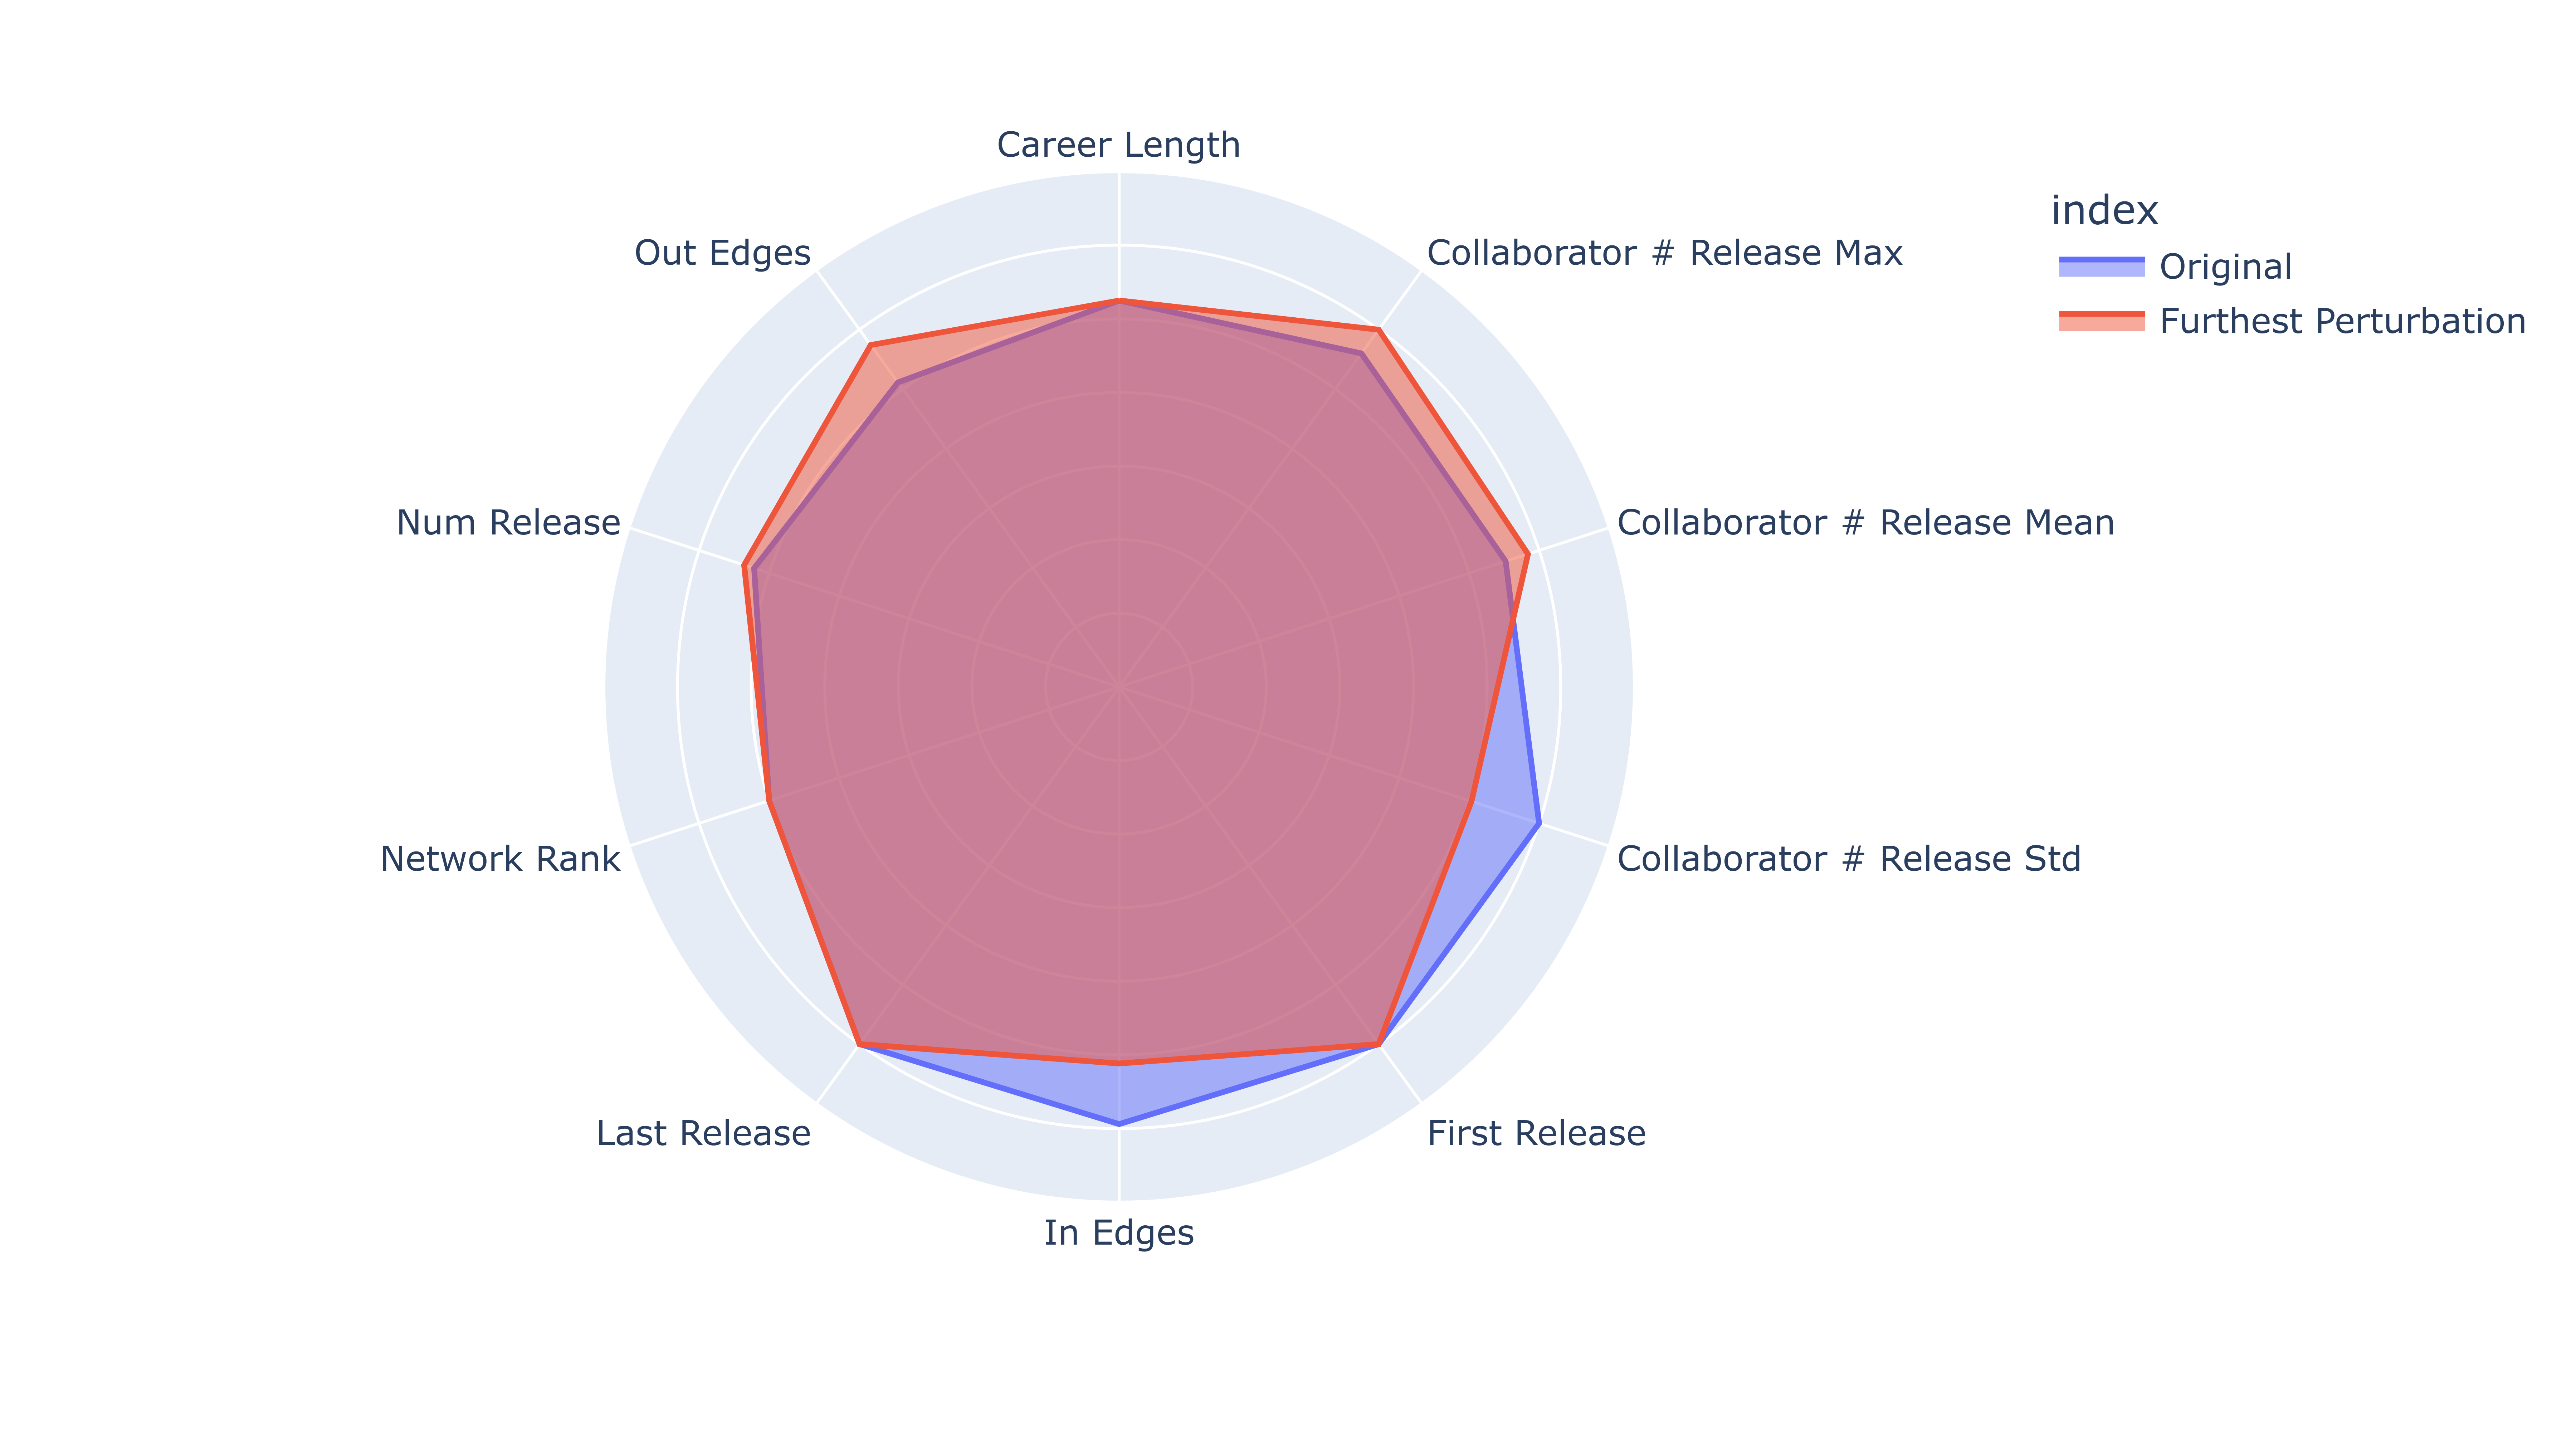 Career Length
Out Edges
Collaborator # Release Max
index
Original
Furthest Perturbation
Num Release
Collaborator # Release Mean
Network Rank
Collaborator # Release Std
Last Release
First Release
In Edges